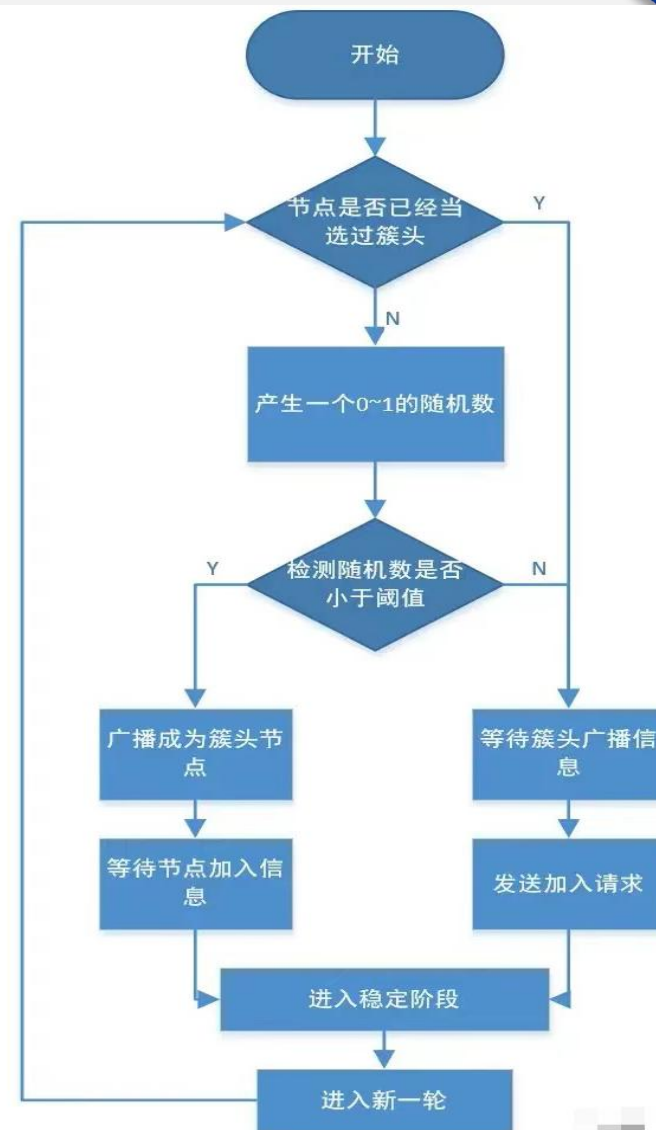 开始
节点是否已经当
选过簇头
Y
N
产生一个0~1的随机数
检测随机数是否
小于阈值
Y
N
广播成为簇头节
点
等待簇头广播信
息
等待节点加入信
息
发送加入请求
进入稳定阶段
进入新一轮